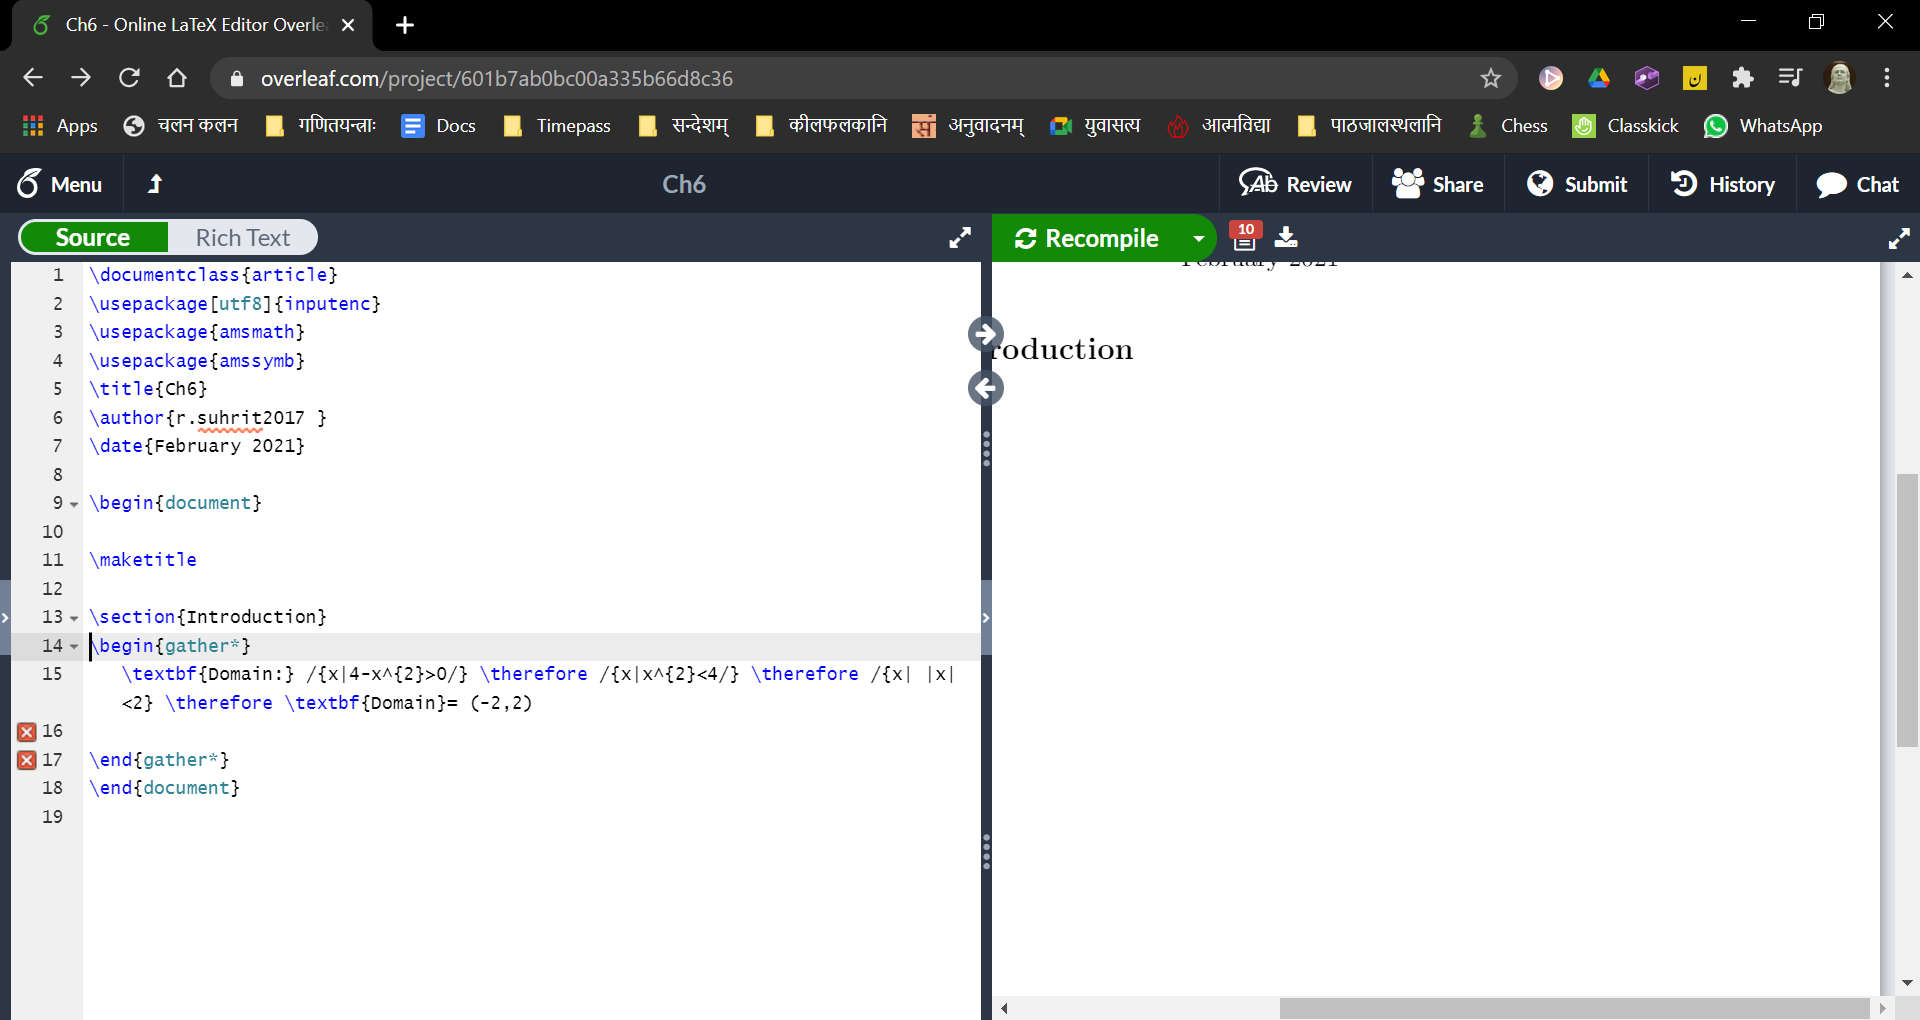 Ch6 - Online LaTeX Editor Overle
overleaf.com/project/601b7ab0bc00a335b66d8c36
Apps चलन कलन गणितयन्त्राः Docs Timepass सन्देशम् कीलफलकानि अनुवादनम् युवासत्य आत्मविद्या पाठजालस्थलानि Chess Classkick WhatsApp
Menu Ch6 Review Share Submit History Chat
Source Rich Text Recompile 10
February 2021
roduction
1 \documentclass{article}
2 \usepackage[utf8]{inputenc}
3 \usepackage{amsmath}
4 \usepackage{amssymb}
5 \title{Ch6}
6 \author{r.suhrit2017 }
7 \date{February 2021}
8
9 \begin{document}
10
11 \maketitle
12
13 \section{Introduction}
14 \begin{gather*}
15 \textbf{Domain:} /{x|4-x^{2}>0/} \therefore /{x|x^{2}<4/} \therefore /{x| |x|
<2} \therefore \textbf{Domain}= (-2,2)
16
17 \end{gather*}
18 \end{document}
19